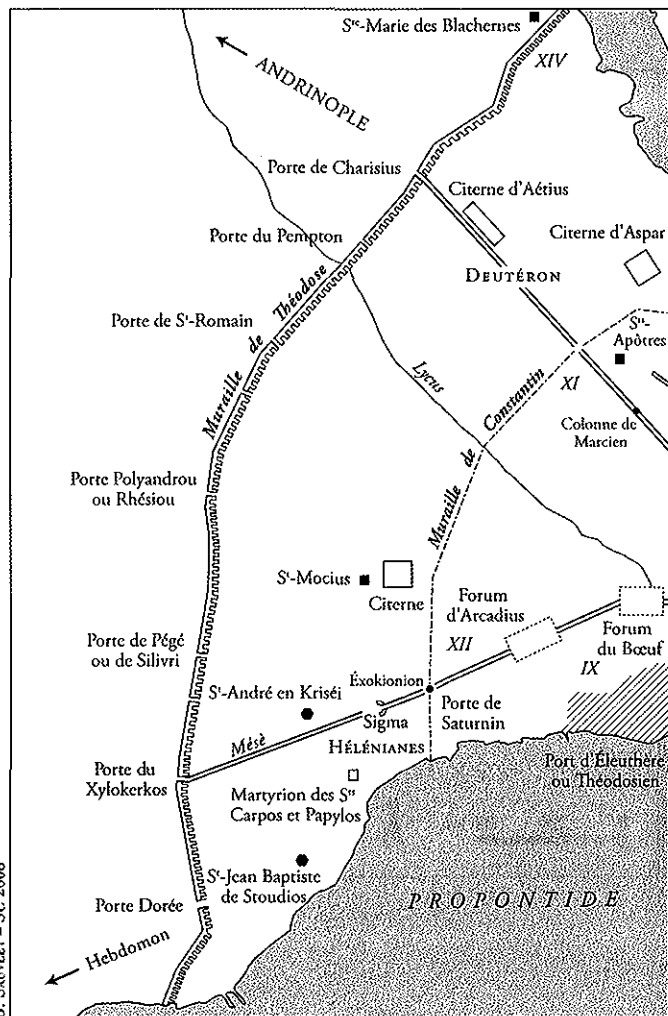 Ste-Marie des Blachernes
XIV
ANDRINOPLE
Porte de Charisius
Citerne d'Aétius
Citerne d'Aspar
Porte du Pempton
DEUTÉRON
Muraille de Théodose
Porte de St-Romain
Sts-
Apôtres
Lycus
XI
Muraille de Constantin
Colonne de
Marcien
Porte Polyandrou
ou Rhésiou
St-Mocius
Citerne
Forum
d'Arcadius
XII
Forum
du Bœuf
IX
Porte de Pégé
ou de Silivri
Éxokionion
St-André en Kriséi
Sigma
Porte de
Saturnin
Mésè
HÉLÉNIANES
Porte du
Xylokerkos
Port d'Éleuthère
ou Théodosien
Martyrion des Sts
Carpos et Papylos
St-Jean Baptiste
de Stoudios
Porte Dorée
PROPONTIDE
Hebdomon
2008